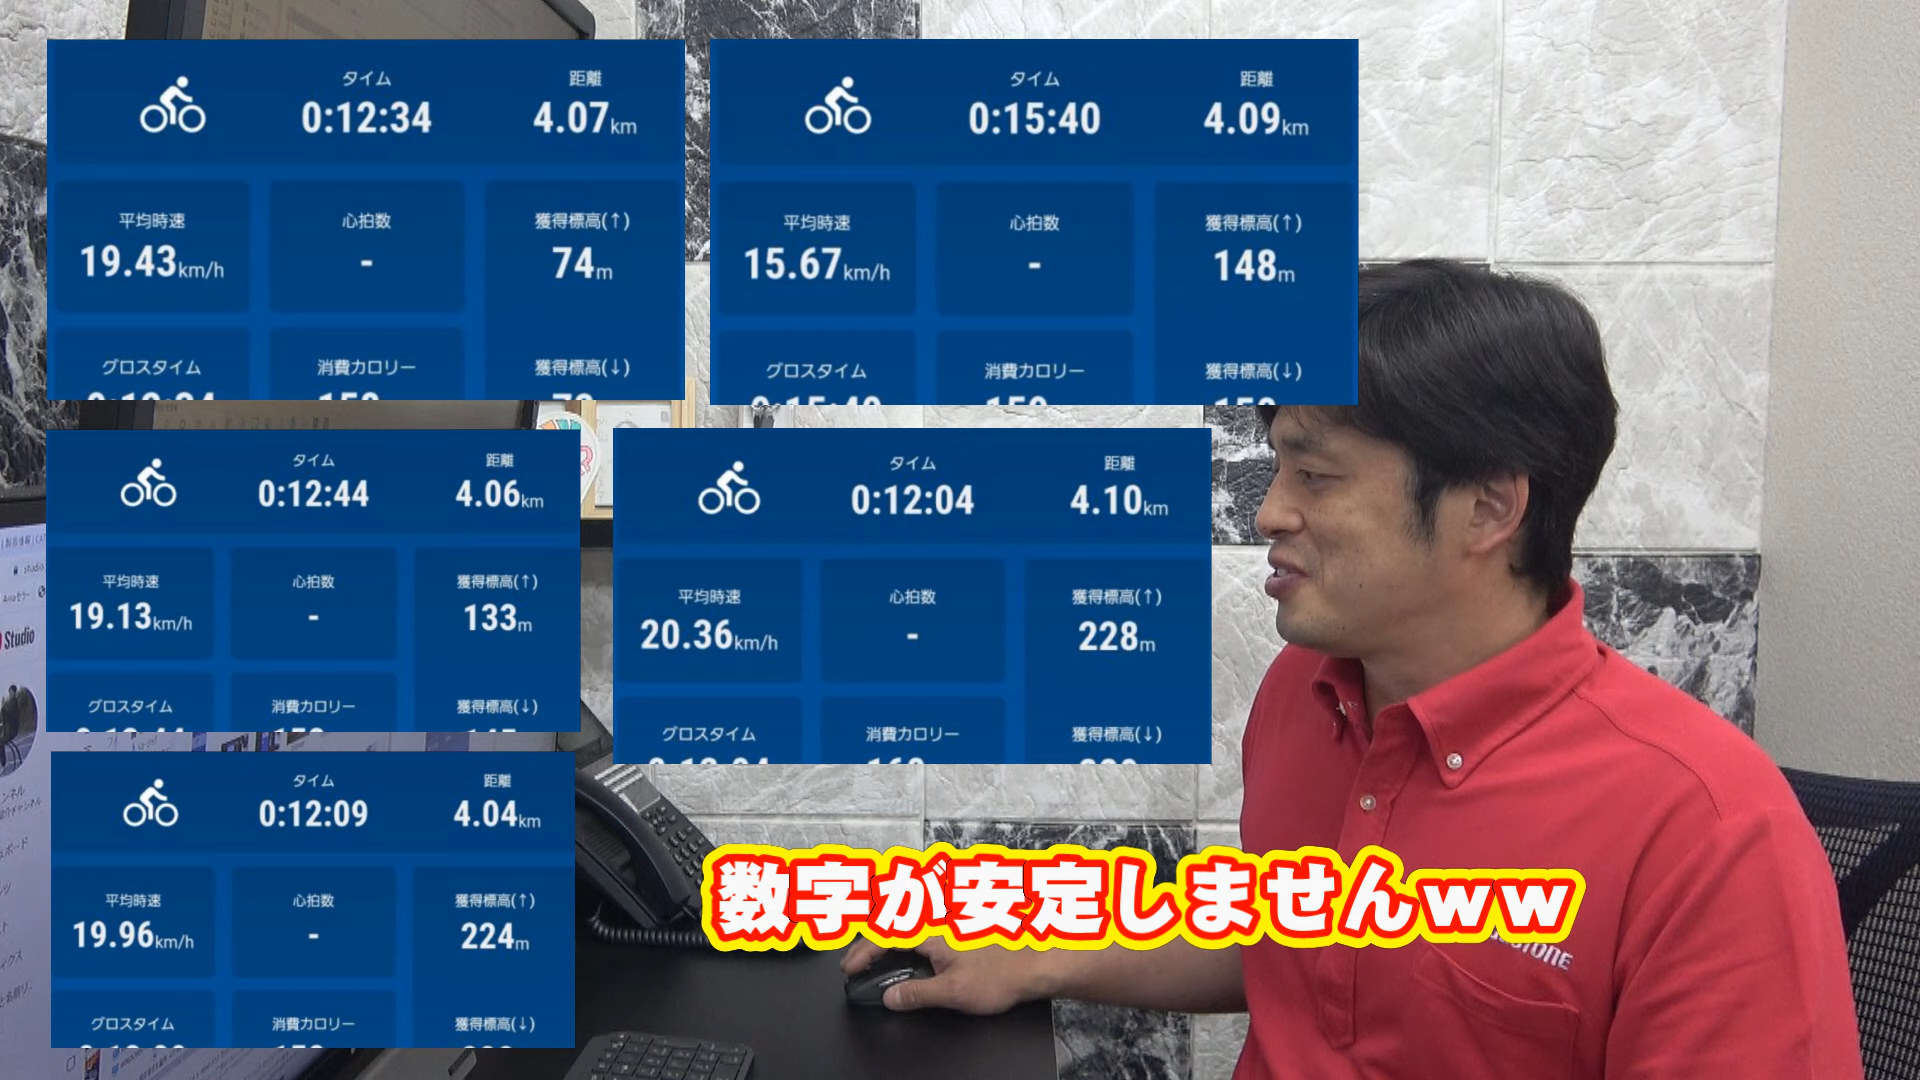 タイム
距離
0:12:34
4.07km
平均時速
心拍数
獲得標高(↑)
19.43km/h
-
74m
グロスタイム
消費カロリー
獲得標高(↓)
タイム
距離
0:15:40
4.09km
平均時速
心拍数
獲得標高(↑)
15.67km/h
-
148m
グロスタイム
消費カロリー
獲得標高(↓)
タイム
距離
0:12:44
4.06km
平均時速
心拍数
獲得標高(↑)
19.13km/h
-
133m
グロスタイム
消費カロリー
獲得標高(↓)
タイム
距離
0:12:04
4.10km
平均時速
心拍数
獲得標高(↑)
20.36km/h
-
228m
グロスタイム
消費カロリー
獲得標高(↓)
タイム
距離
0:12:09
4.04km
平均時速
心拍数
獲得標高(↑)
19.96km/h
-
224m
グロスタイム
消費カロリー
獲得標高(↓)
Studio
数字が安定しませんww